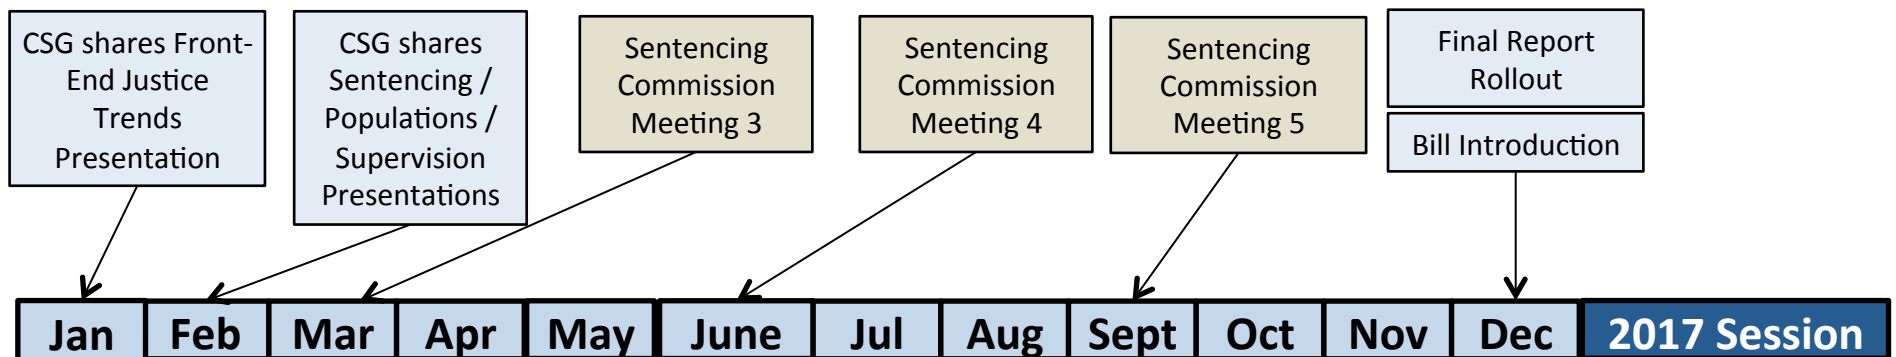 CSG shares Front-
End Justice
Trends
Presentation
CSG shares
Sentencing /
Populations /
Supervision
Presentations
Sentencing
Commission
Meeting 3
Sentencing
Commission
Meeting 4
Sentencing
Commission
Meeting 5
Final Report
Rollout
Bill Introduction
Jan Feb Mar Apr May June Jul Aug Sept Oct Nov Dec 2017 Session